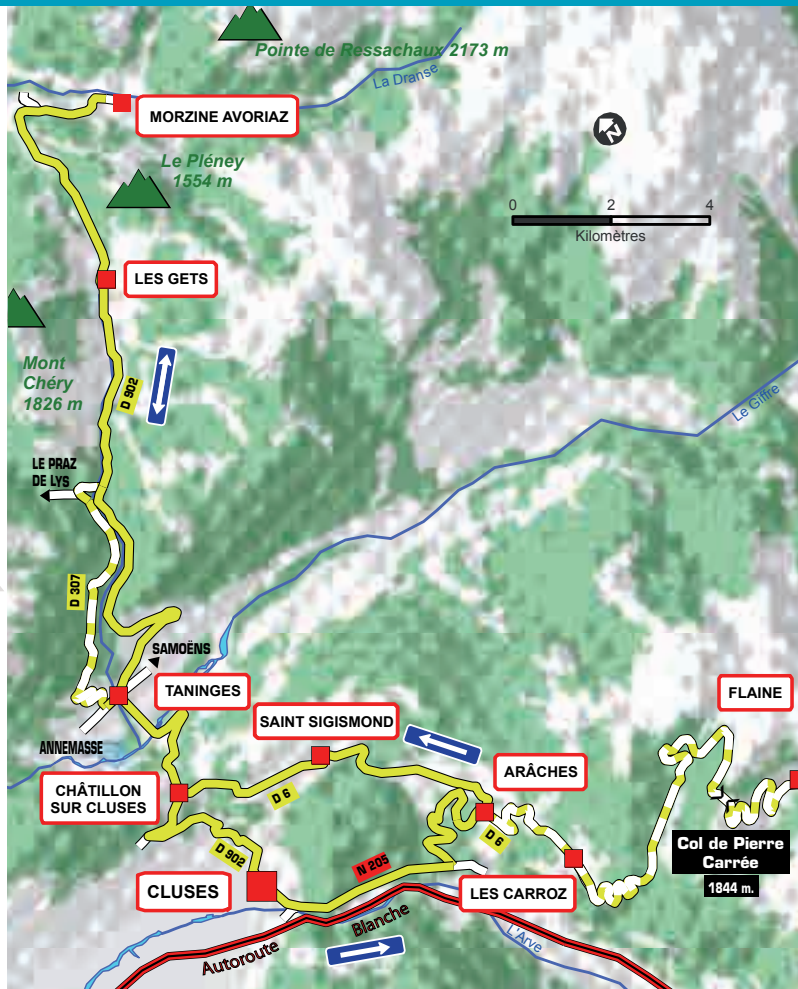 Pointe de Ressachaux 2173 m
La Dranse
MORZINE AVORIAZ
N
Le Pléney
1554 m
0 2 4
Kilomètres
LES GETS
Mont
Chéry
1826 m
D 902
Le Giffre
LE PRAZ
DE LYS
D 307
SAMOËNS
TANINGES
FLAINE
SAINT SIGISMOND
ANNEMASSE
ARÂCHES
CHÂTILLON
SUR CLUSES
D 6
D 6
Col de Pierre
Carrée
1844 m.
D 902
N 205
CLUSES
LES CARROZ
Blanche
Autoroute
L'Arve